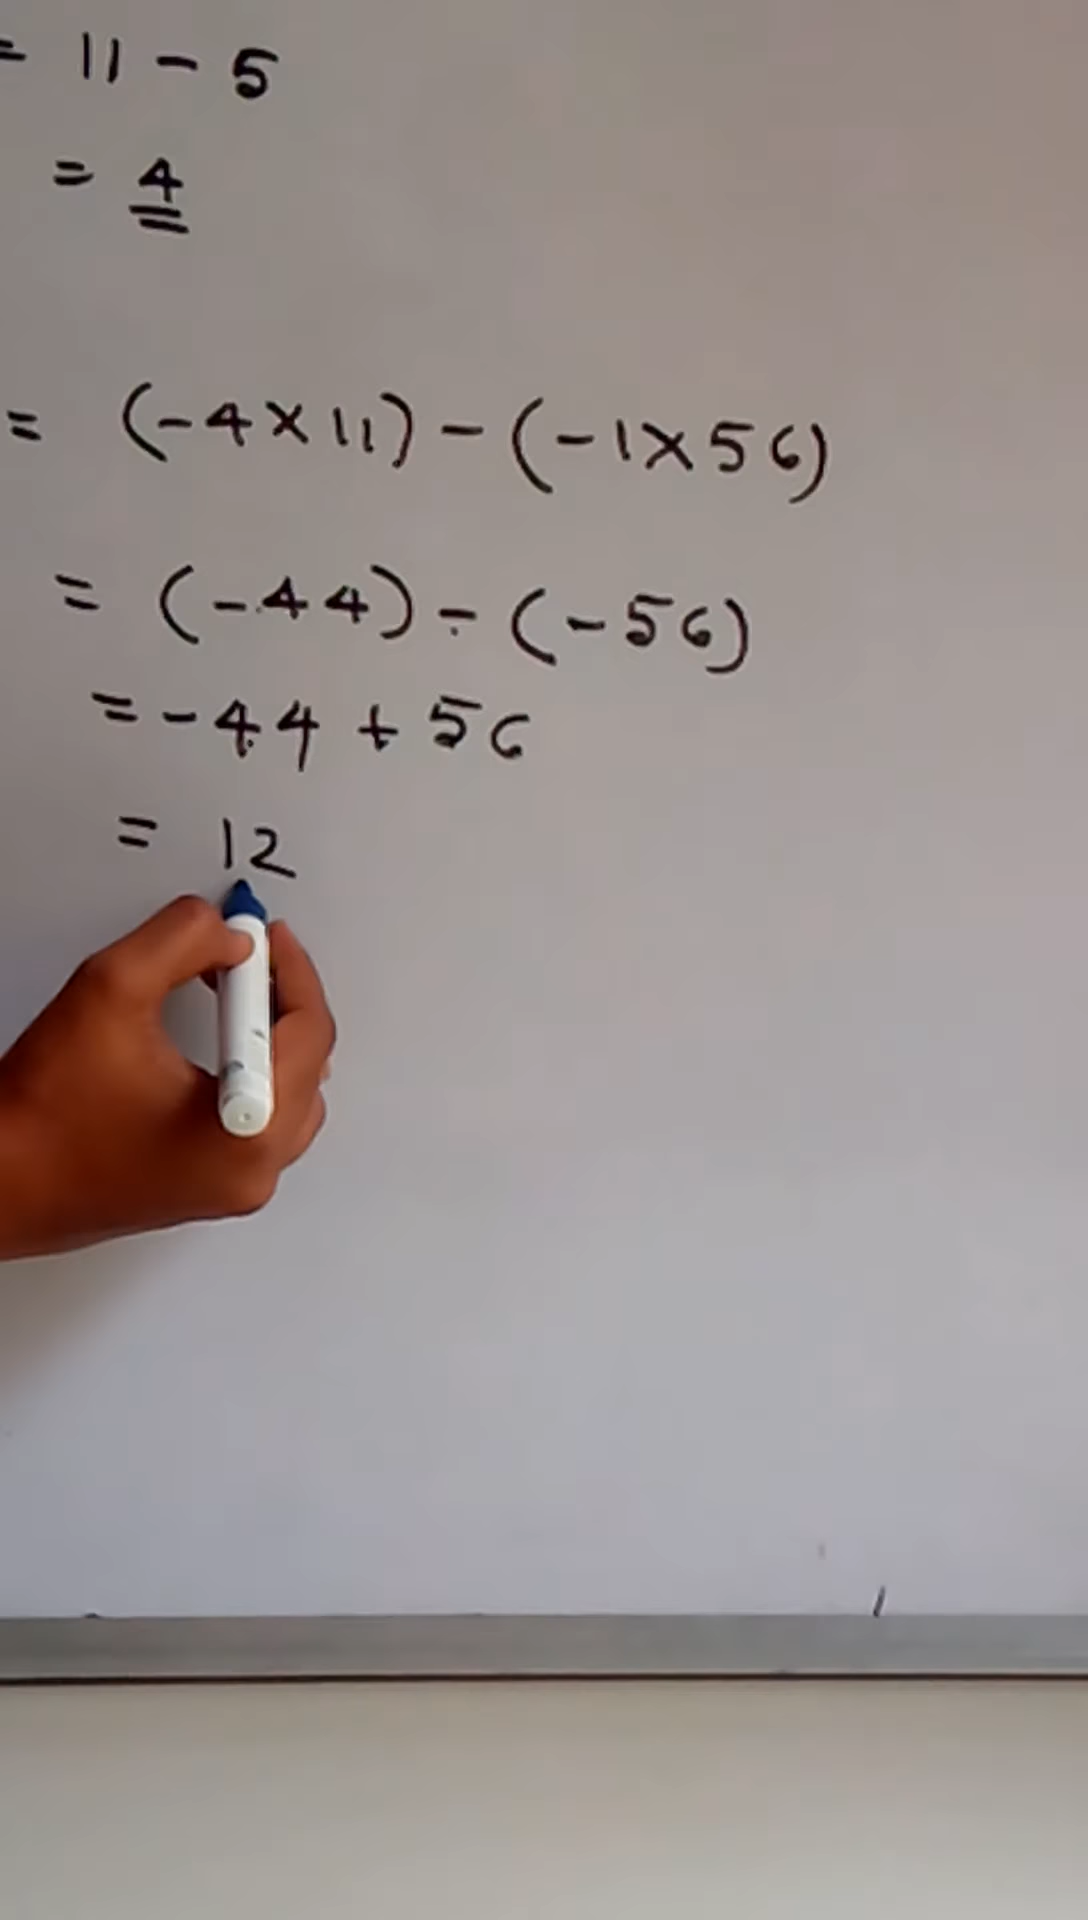 = 11 - 5
= 4
= (-4×11) - (-1×56)
= (-44) - (-56)
= -44 + 56
= 12